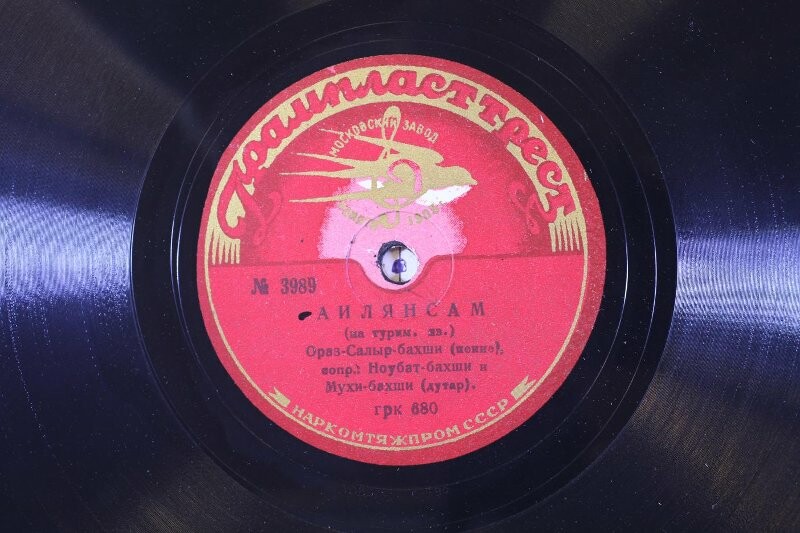 Грампласттрест
МОСКОВСКИЙ ЗАВОД
№ 3989
АИЛЯНСАМ
(на туркм. яз.)
Ораз-Салыр-бахши (пение),
сопр.: Ноубат-бахши и
Мухи-бахши (дутар).
грк 680
НАРКОМТЯЖПРОМ СССР